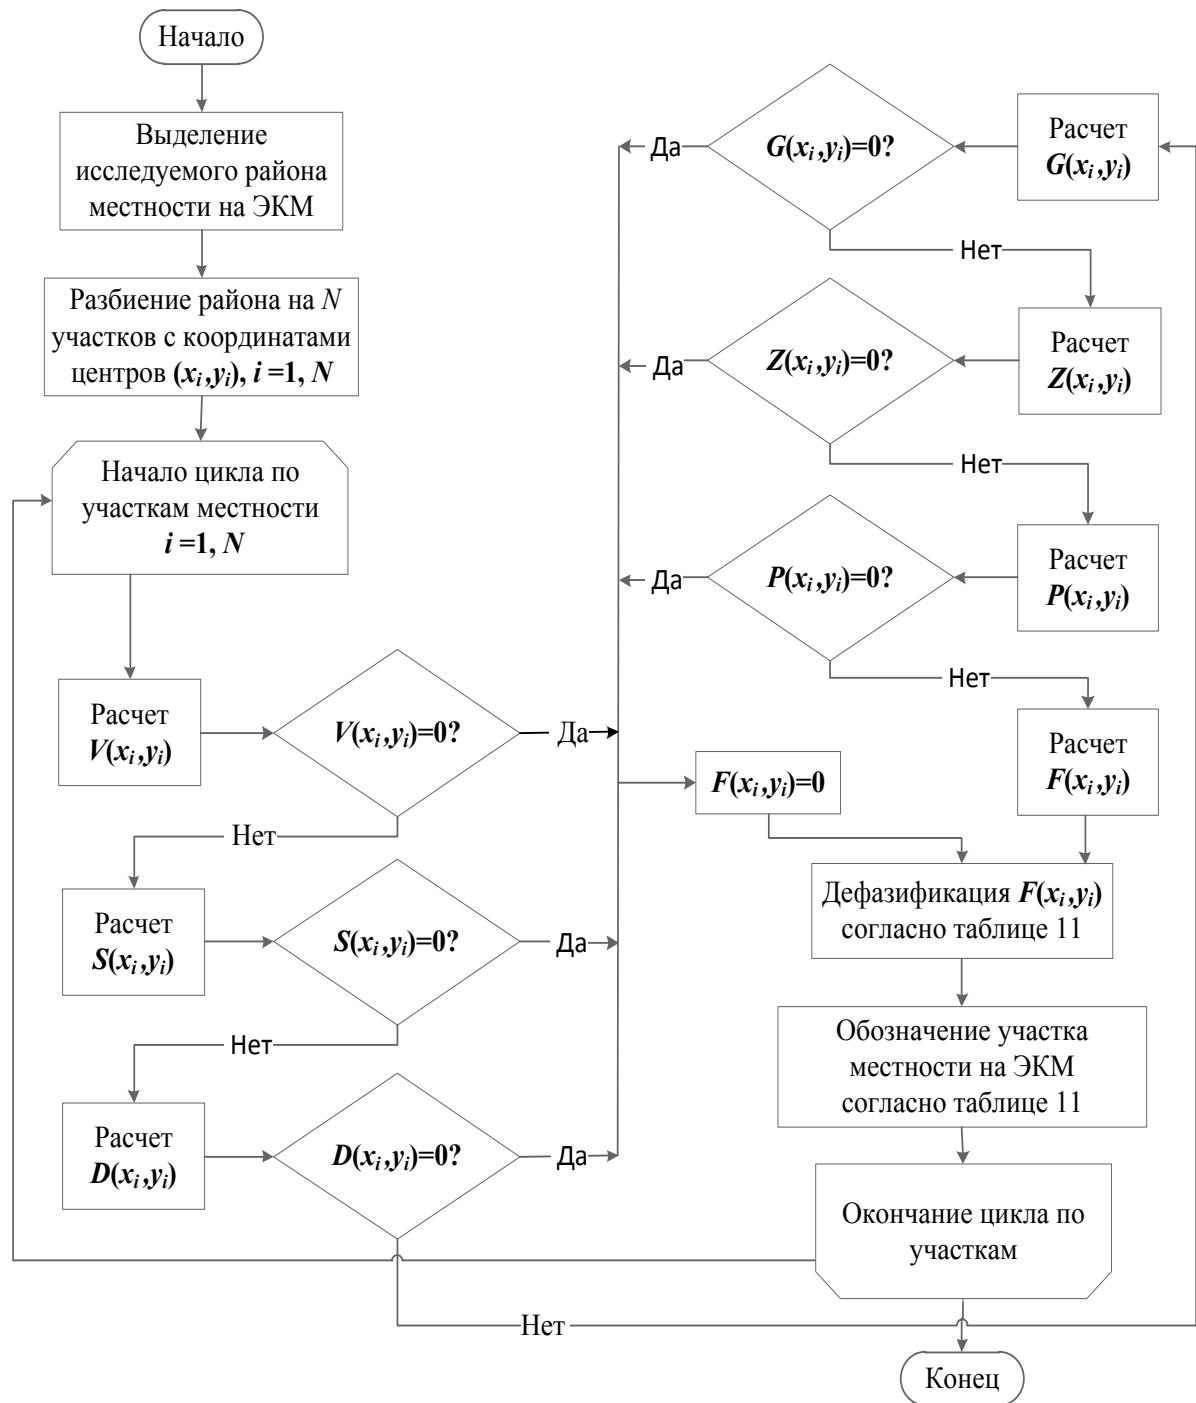 Начало
Выделение
исследуемого района
местности на ЭКМ
Разбиение района на N
участков с координатами
центров (xᵢ,yᵢ), i =1, N
Начало цикла по
участкам местности
i =1, N
Расчет
V(xᵢ,yᵢ)
V(xᵢ,yᵢ)=0?
Да
Нет
Расчет
S(xᵢ,yᵢ)
S(xᵢ,yᵢ)=0?
Да
Нет
Расчет
D(xᵢ,yᵢ)
D(xᵢ,yᵢ)=0?
Да
Нет
Расчет
G(xᵢ,yᵢ)
G(xᵢ,yᵢ)=0?
Да
Нет
Расчет
Z(xᵢ,yᵢ)
Z(xᵢ,yᵢ)=0?
Да
Нет
Расчет
P(xᵢ,yᵢ)
P(xᵢ,yᵢ)=0?
Да
Нет
Расчет
F(xᵢ,yᵢ)
F(xᵢ,yᵢ)=0
Дефазификация F(xᵢ,yᵢ)
согласно таблице 11
Обозначение участка
местности на ЭКМ
согласно таблице 11
Окончание цикла по
участкам
Конец